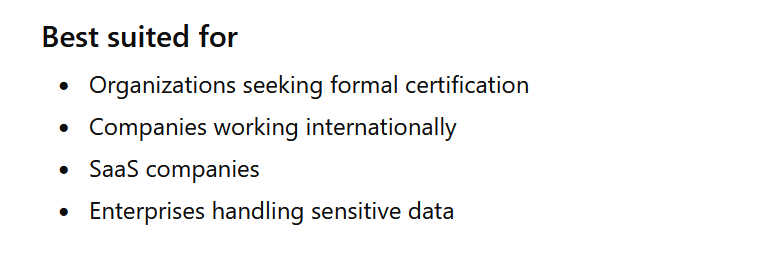 Best suited for
• Organizations seeking formal certification
• Companies working internationally
• SaaS companies
• Enterprises handling sensitive data